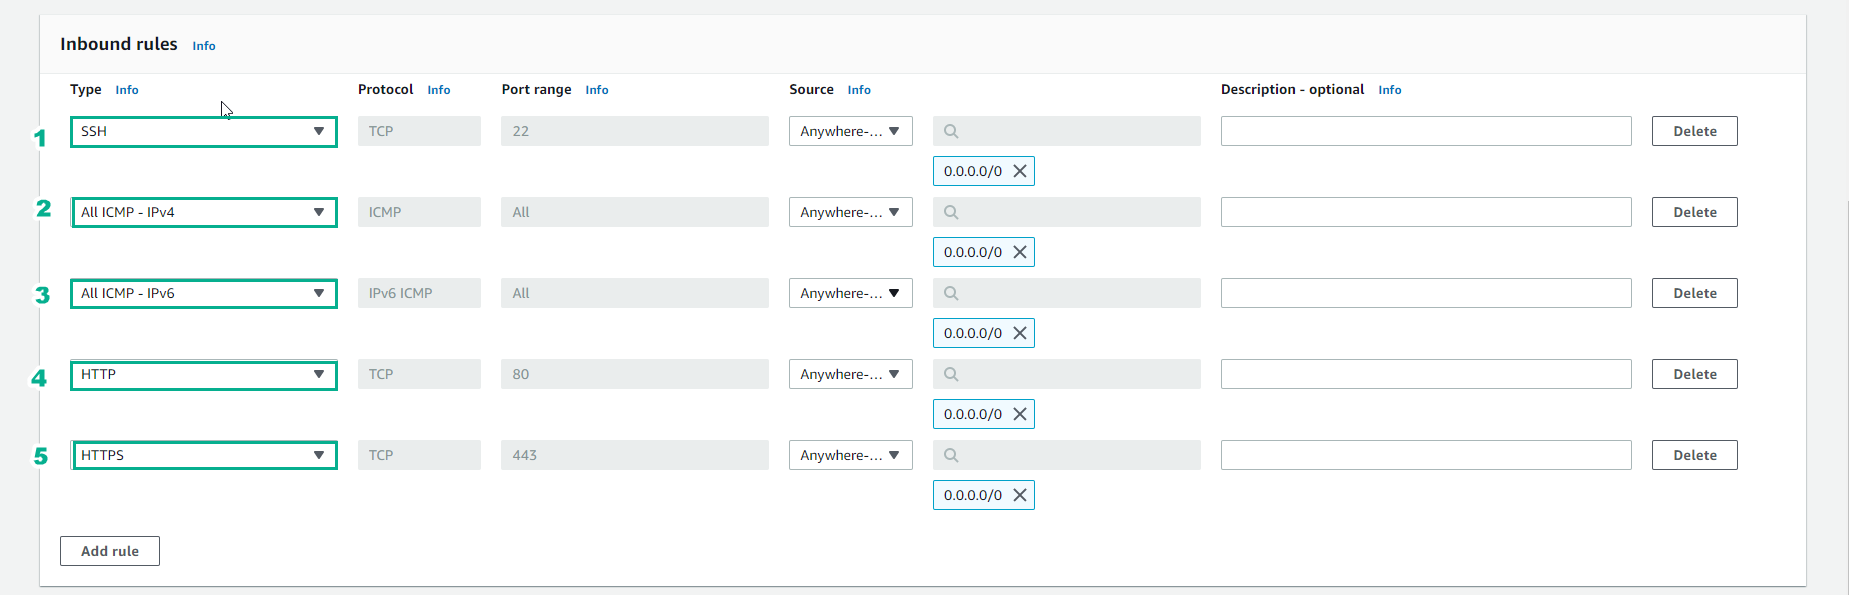 Inbound rules Info
Type Info Protocol Info Port range Info Source Info Description - optional Info
1 SSH TCP 22 Anywhere-... Delete
0.0.0.0/0
2 All ICMP - IPv4 ICMP All Anywhere-... Delete
0.0.0.0/0
3 All ICMP - IPv6 IPv6 ICMP All Anywhere-... Delete
0.0.0.0/0
4 HTTP TCP 80 Anywhere-... Delete
0.0.0.0/0
5 HTTPS TCP 443 Anywhere-... Delete
0.0.0.0/0
Add rule